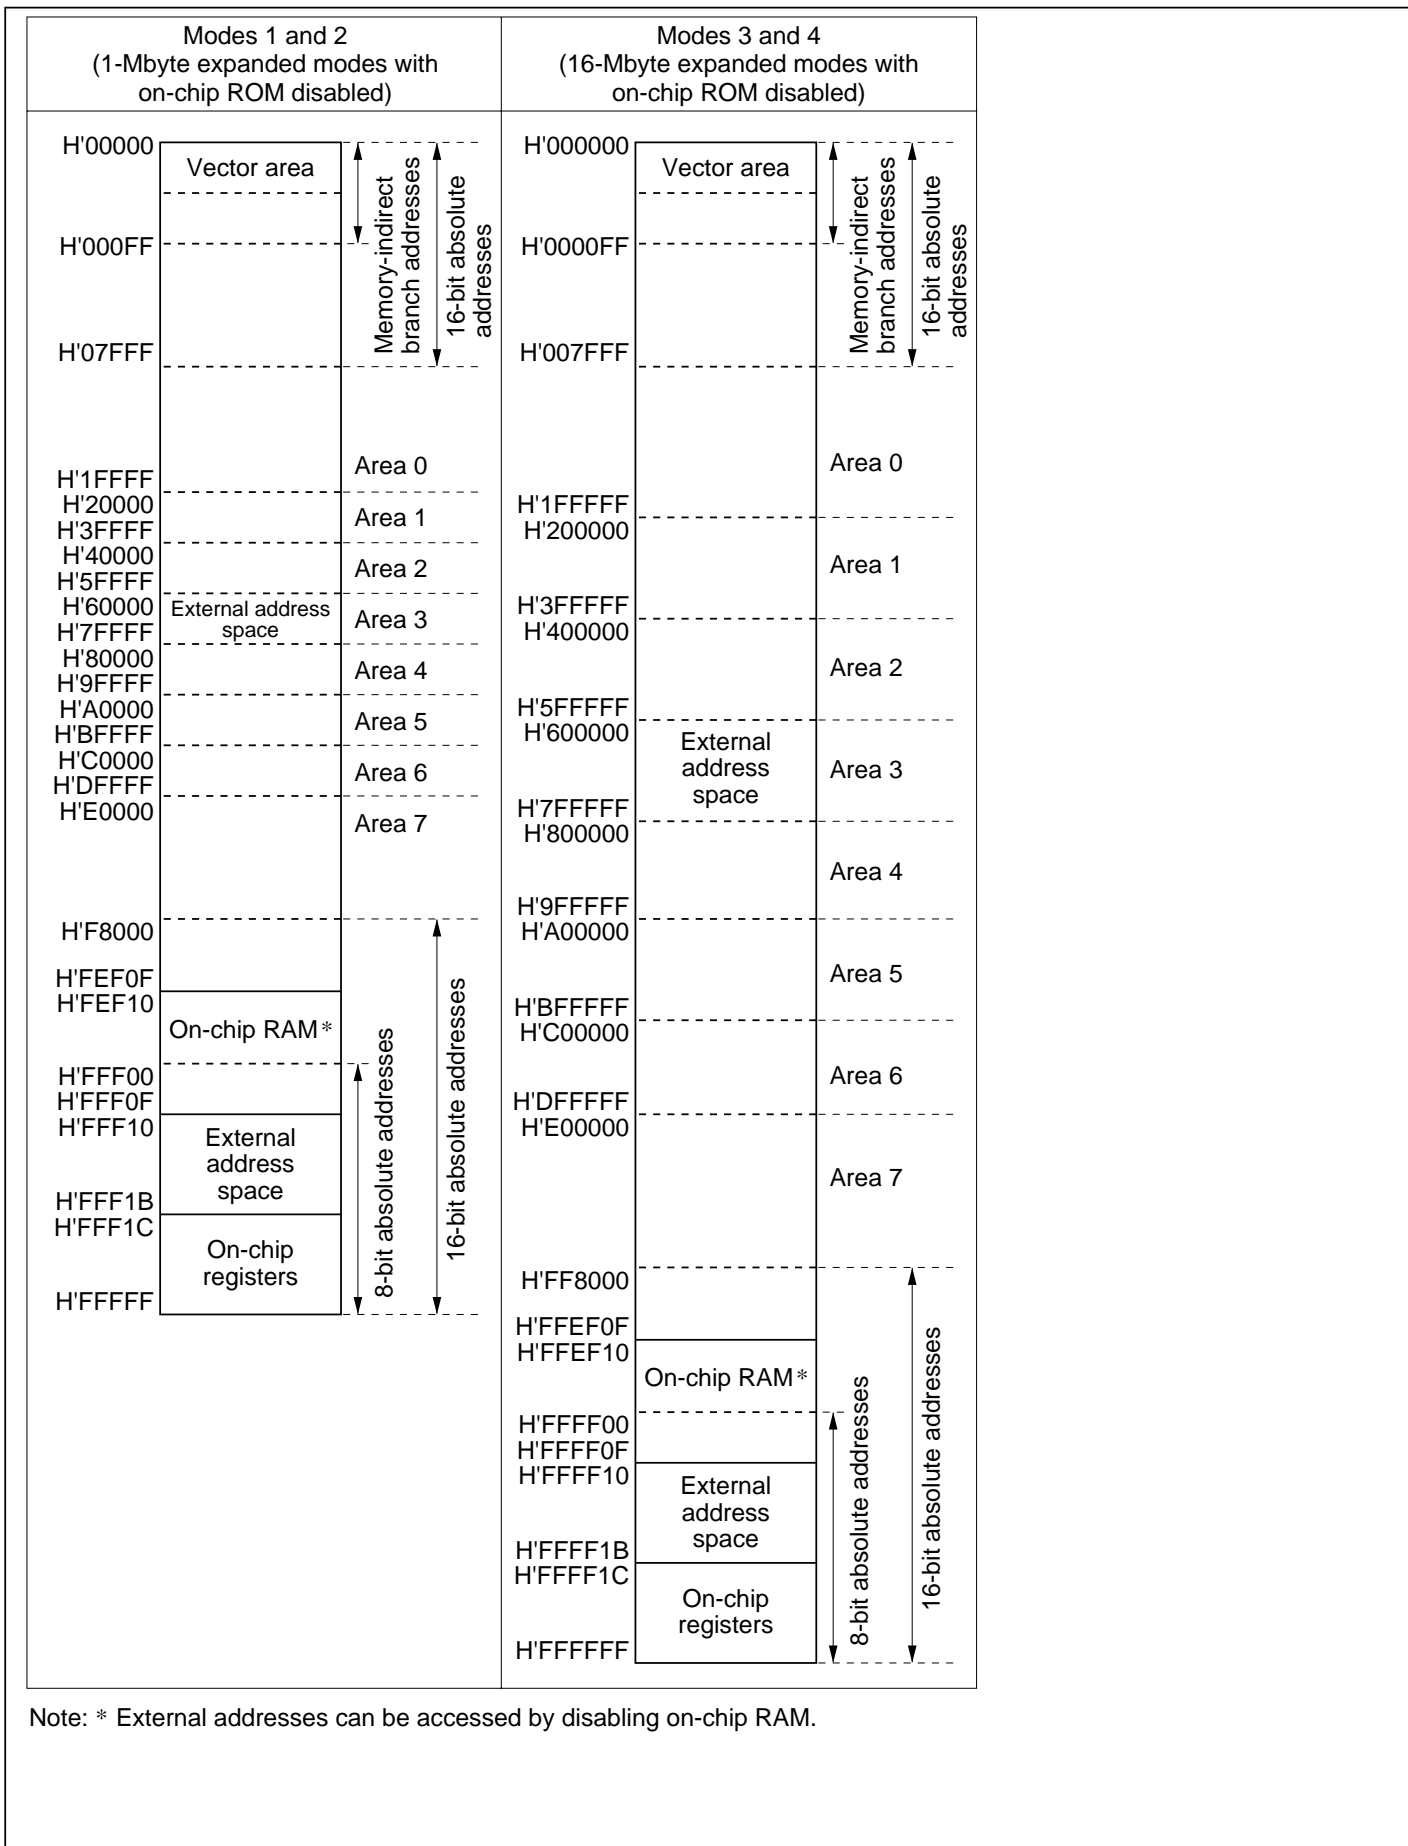 Modes 1 and 2
(1-Mbyte expanded modes with
on-chip ROM disabled)
H'00000
Vector area
H'000FF
H'07FFF
Memory-indirect
branch addresses
16-bit absolute
addresses
H'1FFFF
Area 0
H'20000
H'3FFFF
Area 1
H'40000
H'5FFFF
Area 2
H'60000
H'7FFFF
External address
space
Area 3
H'80000
H'9FFFF
Area 4
H'A0000
H'BFFFF
Area 5
H'C0000
H'DFFFF
Area 6
H'E0000
Area 7
H'F8000
H'FEF0F
H'FEF10
On-chip RAM*
H'FFF00
H'FFF0F
H'FFF10
External
address
space
H'FFF1B
H'FFF1C
On-chip
registers
H'FFFFF
8-bit absolute addresses
16-bit absolute addresses
Modes 3 and 4
(16-Mbyte expanded modes with
on-chip ROM disabled)
H'000000
Vector area
H'0000FF
H'007FFF
Memory-indirect
branch addresses
16-bit absolute
addresses
Area 0
H'1FFFFF
H'200000
Area 1
H'3FFFFF
H'400000
Area 2
H'5FFFFF
H'600000
External
address
space
Area 3
H'7FFFFF
H'800000
Area 4
H'9FFFFF
H'A00000
Area 5
H'BFFFFF
H'C00000
Area 6
H'DFFFFF
H'E00000
Area 7
H'FF8000
H'FFEF0F
H'FFEF10
On-chip RAM*
H'FFFF00
H'FFFF0F
H'FFFF10
External
address
space
H'FFFF1B
H'FFFF1C
On-chip
registers
H'FFFFFF
8-bit absolute addresses
16-bit absolute addresses
Note: * External addresses can be accessed by disabling on-chip RAM.